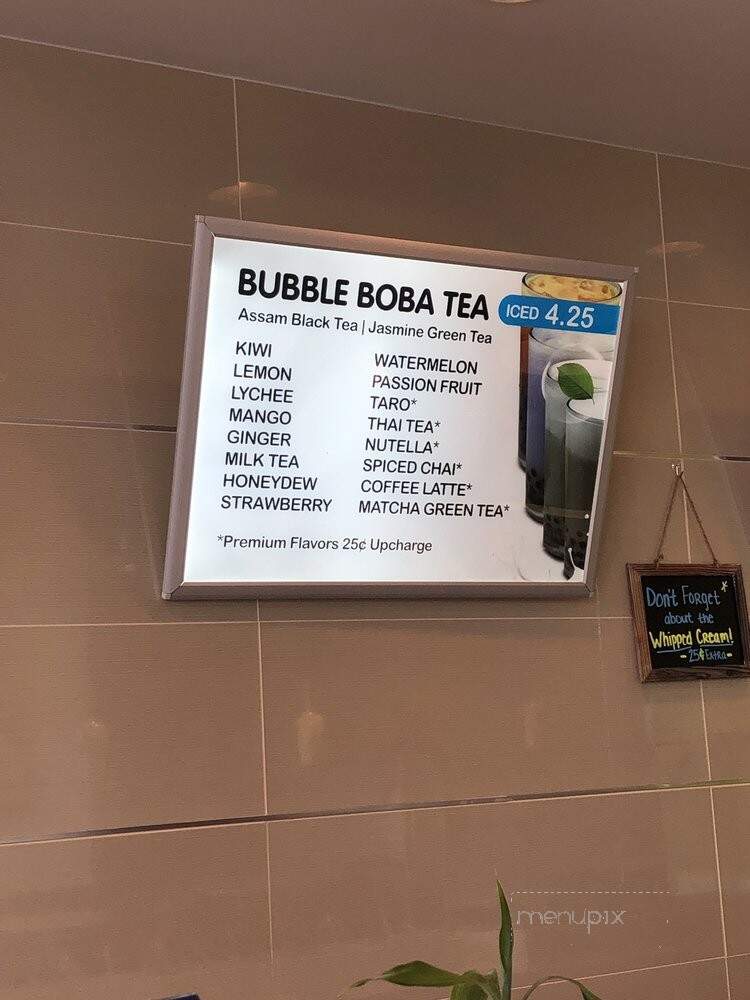 BUBBLE BOBA TEA
ICED 4.25
Assam Black Tea | Jasmine Green Tea
KIWI
LEMON
LYCHEE
MANGO
GINGER
MILK TEA
HONEYDEW
STRAWBERRY
WATERMELON
PASSION FRUIT
TARO*
THAI TEA*
NUTELLA*
SPICED CHAI*
COFFEE LATTE*
MATCHA GREEN TEA*
*Premium Flavors 25¢ Upcharge
Don't Forget*
about the
Whipped Cream!
- 25¢ Extra -
menupix